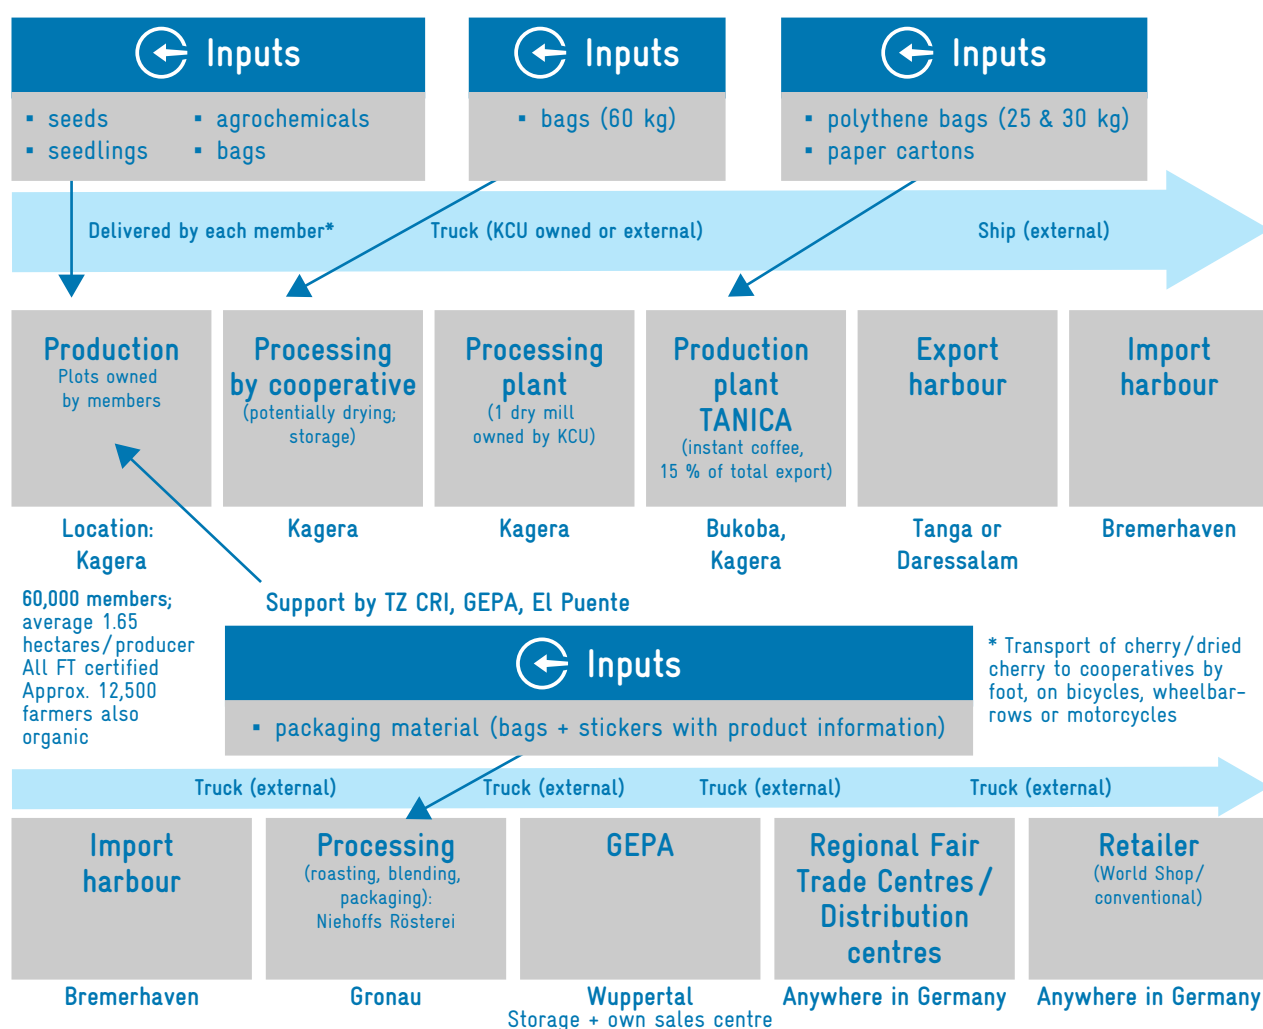 Inputs
▪ seeds
▪ seedlings
▪ agrochemicals
▪ bags
Inputs
▪ bags (60 kg)
Inputs
▪ polythene bags (25 & 30 kg)
▪ paper cartons
Delivered by each member*
Truck (KCU owned or external)
Ship (external)
Production
Plots owned
by members
Processing
by cooperative
(potentially drying;
storage)
Processing
plant
(1 dry mill
owned by KCU)
Production
plant
TANICA
(instant coffee,
15 % of total export)
Export
harbour
Import
harbour
Location:
Kagera
Kagera
Kagera
Bukoba,
Kagera
Tanga or
Daressalam
Bremerhaven
60,000 members;
average 1.65
hectares/producer
All FT certified
Approx. 12,500
farmers also
organic
Support by TZ CRI, GEPA, El Puente
Inputs
▪ packaging material (bags + stickers with product information)
* Transport of cherry/dried
cherry to cooperatives by
foot, on bicycles, wheelbar-
rows or motorcycles
Truck (external)
Truck (external)
Truck (external)
Truck (external)
Import
harbour
Processing
(roasting, blending,
packaging):
Niehoffs Rösterei
GEPA
Regional Fair
Trade Centres/
Distribution
centres
Retailer
(World Shop/
conventional)
Bremerhaven
Gronau
Wuppertal
Storage + own sales centre
Anywhere in Germany
Anywhere in Germany